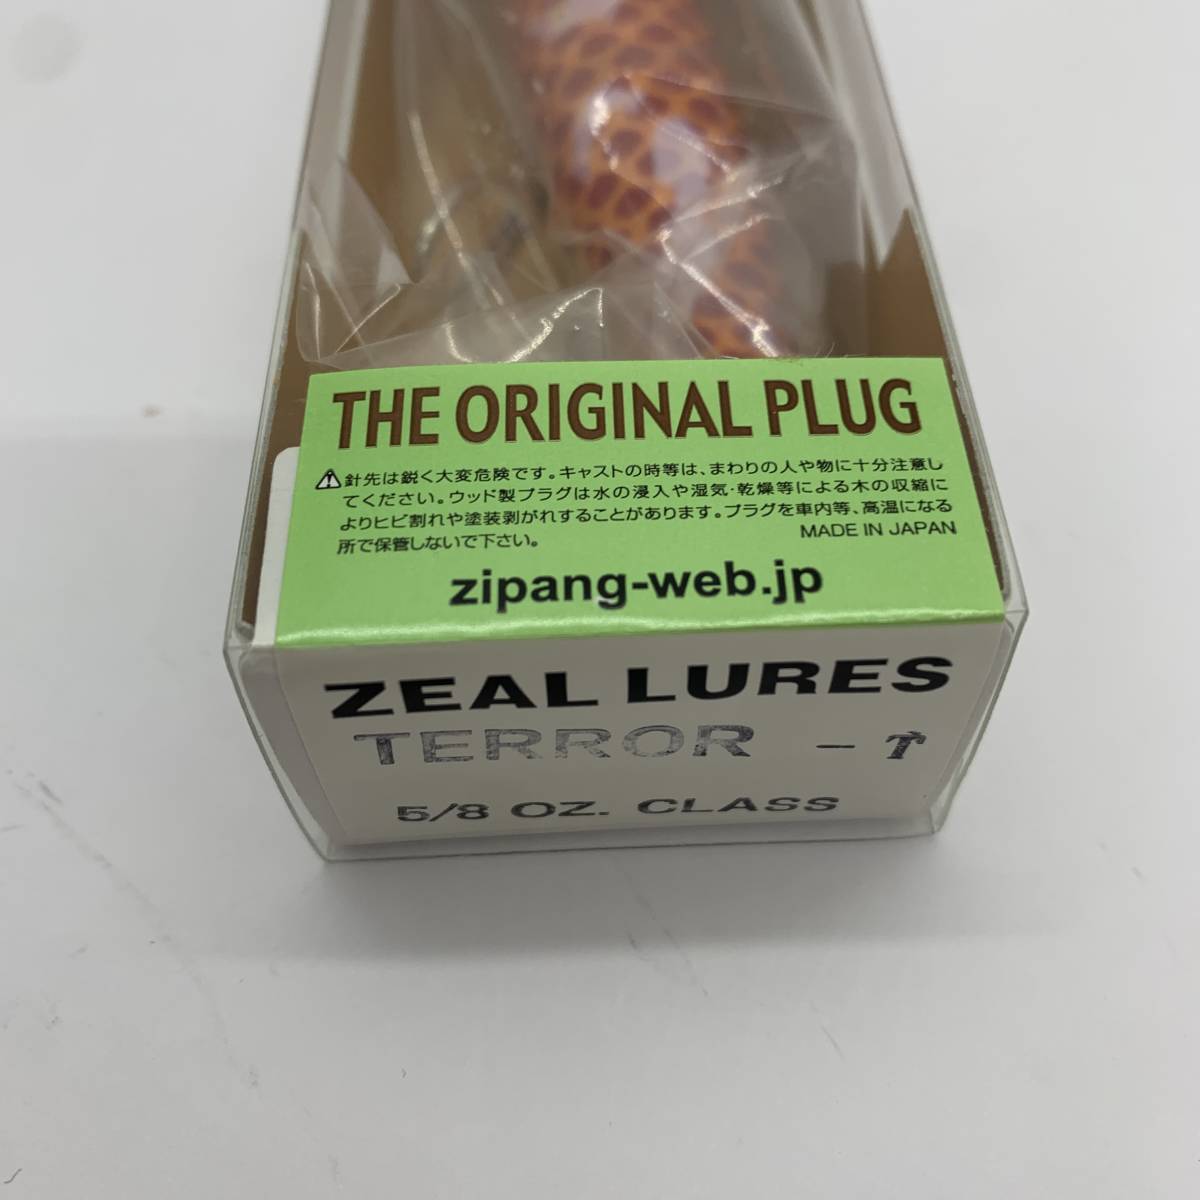 THE ORIGINAL PLUG
⚠針先は鋭く大変危険です。キャストの時等は、まわりの人や物に十分注意し
てください。ウッド製プラグは水の浸入や湿気・乾燥等による木の収縮に
よりヒビ割れや塗装剥がれすることがあります。プラグを車内等、高温になる
所で保管しないで下さい。
MADE IN JAPAN
zipang-web.jp
ZEAL LURES
TERROR - T
5/8 OZ. CLASS